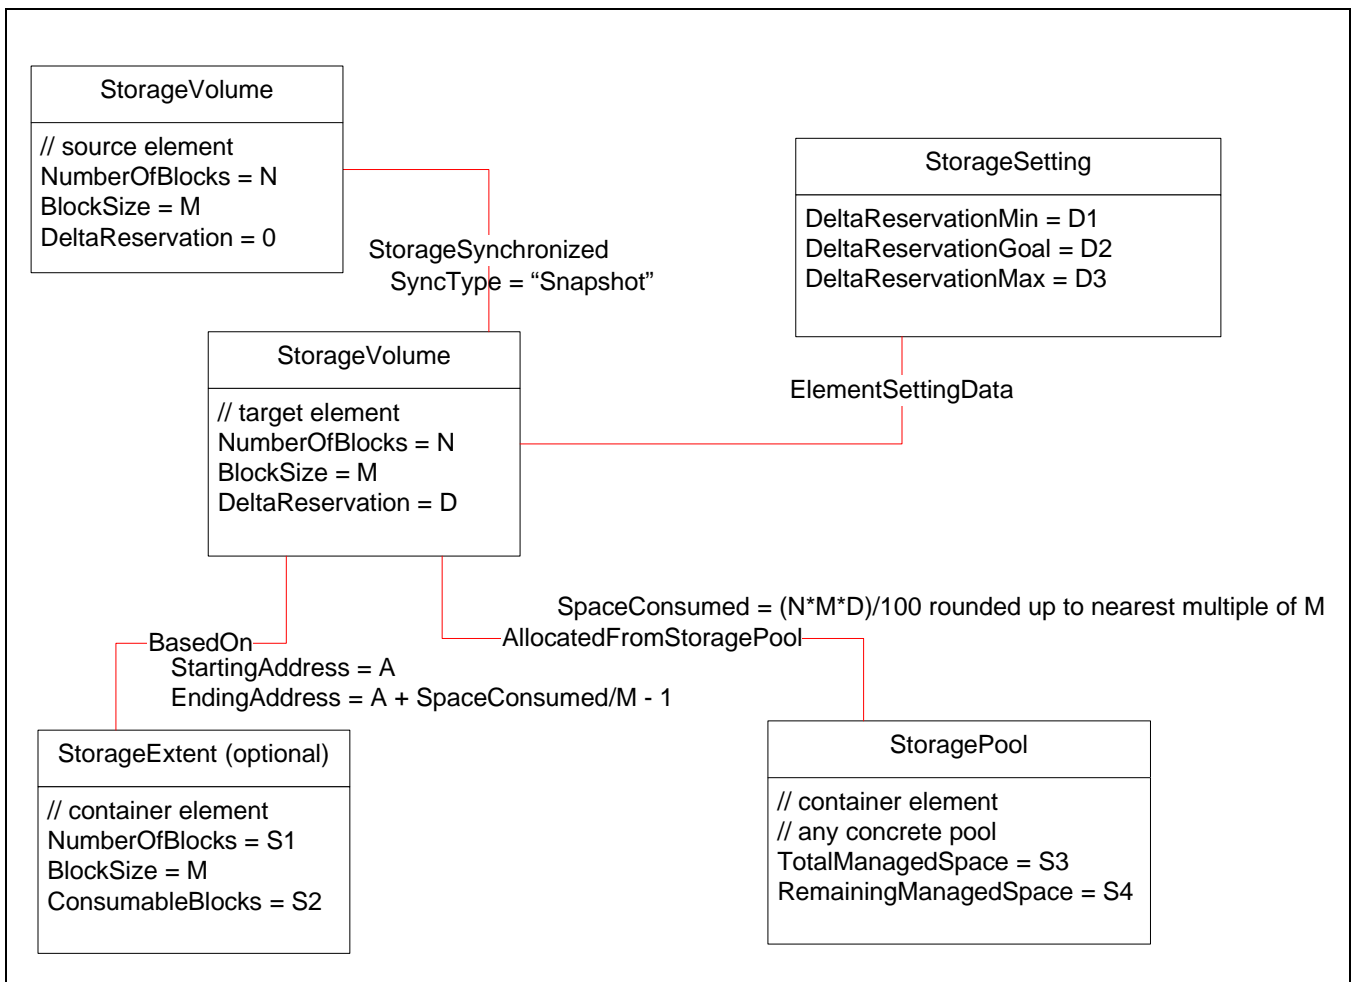 StorageVolume
// source element
NumberOfBlocks = N
BlockSize = M
DeltaReservation = 0
StorageSynchronized
SyncType = “Snapshot”
StorageSetting
DeltaReservationMin = D1
DeltaReservationGoal = D2
DeltaReservationMax = D3
ElementSettingData
StorageVolume
// target element
NumberOfBlocks = N
BlockSize = M
DeltaReservation = D
SpaceConsumed = (N*M*D)/100 rounded up to nearest multiple of M
AllocatedFromStoragePool
BasedOn
StartingAddress = A
EndingAddress = A + SpaceConsumed/M - 1
StorageExtent (optional)
// container element
NumberOfBlocks = S1
BlockSize = M
ConsumableBlocks = S2
StoragePool
// container element
// any concrete pool
TotalManagedSpace = S3
RemainingManagedSpace = S4